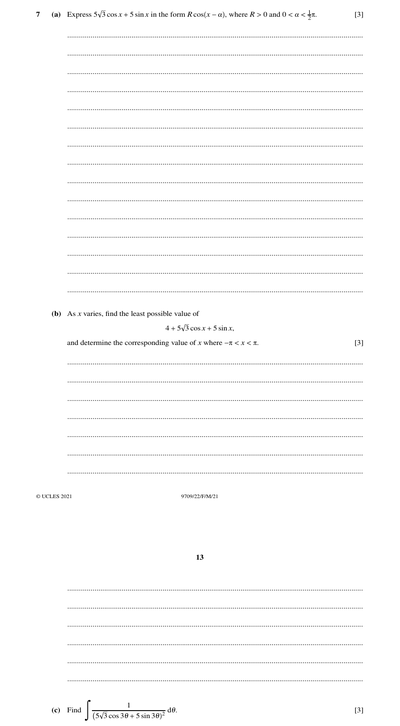 7 (a) Express 5√3 cos x + 5 sin x in the form R cos(x − α), where R > 0 and 0 < α < ½π. [3]
(b) As x varies, find the least possible value of
4 + 5√3 cos x + 5 sin x,
and determine the corresponding value of x where −π < x < π. [3]
© UCLES 2021 9709/22/F/M/21
13
(c) Find ∫ 1/(5√3 cos 3θ + 5 sin 3θ)² dθ. [3]